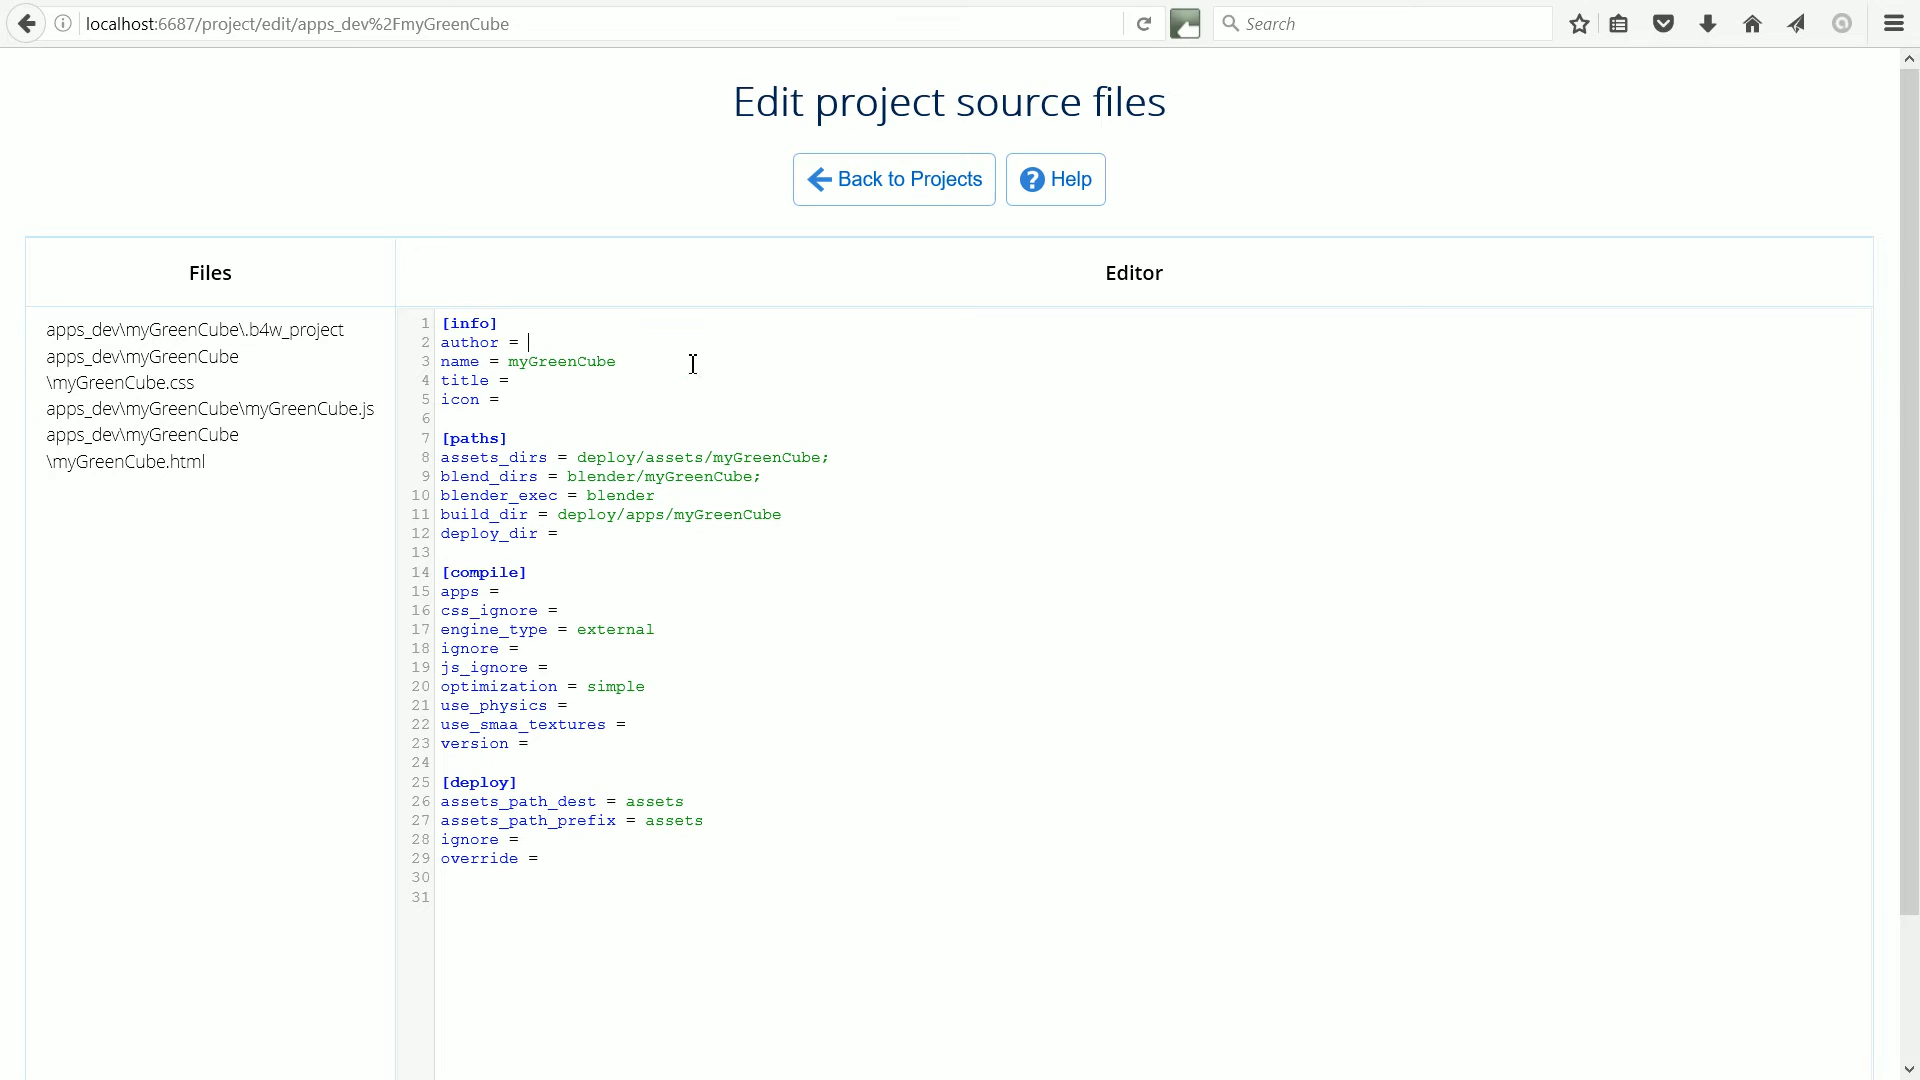 localhost:6687/project/edit/apps_dev%2FmyGreenCube
Search
Edit project source files
Back to Projects
? Help
Files
Editor
apps_dev\myGreenCube\.b4w_project
apps_dev\myGreenCube
\myGreenCube.css
apps_dev\myGreenCube\myGreenCube.js
apps_dev\myGreenCube
\myGreenCube.html
1 [info]
2 author =
3 name = myGreenCube
4 title =
5 icon =
6
7 [paths]
8 assets_dirs = deploy/assets/myGreenCube;
9 blend_dirs = blender/myGreenCube;
10 blender_exec = blender
11 build_dir = deploy/apps/myGreenCube
12 deploy_dir =
13
14 [compile]
15 apps =
16 css_ignore =
17 engine_type = external
18 ignore =
19 js_ignore =
20 optimization = simple
21 use_physics =
22 use_smaa_textures =
23 version =
24
25 [deploy]
26 assets_path_dest = assets
27 assets_path_prefix = assets
28 ignore =
29 override =
30
31